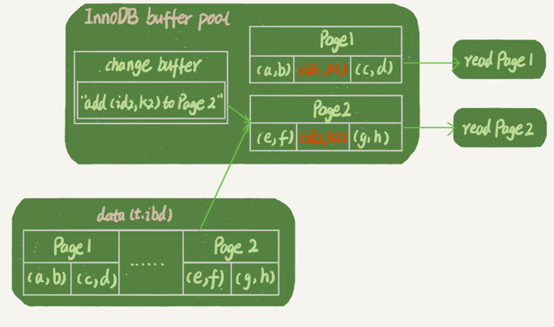 InnoDB buffer pool
change buffer
"add (id2,k2) to Page 2"
Page1
(a,b) (id1,k1) (c,d)
Page2
(e,f) (id2,k2) (g,h)
read Page 1
read Page 2
data(t.ibd)
Page 1
(a,b) (c,d)
......
Page 2
(e,f) (g,h)